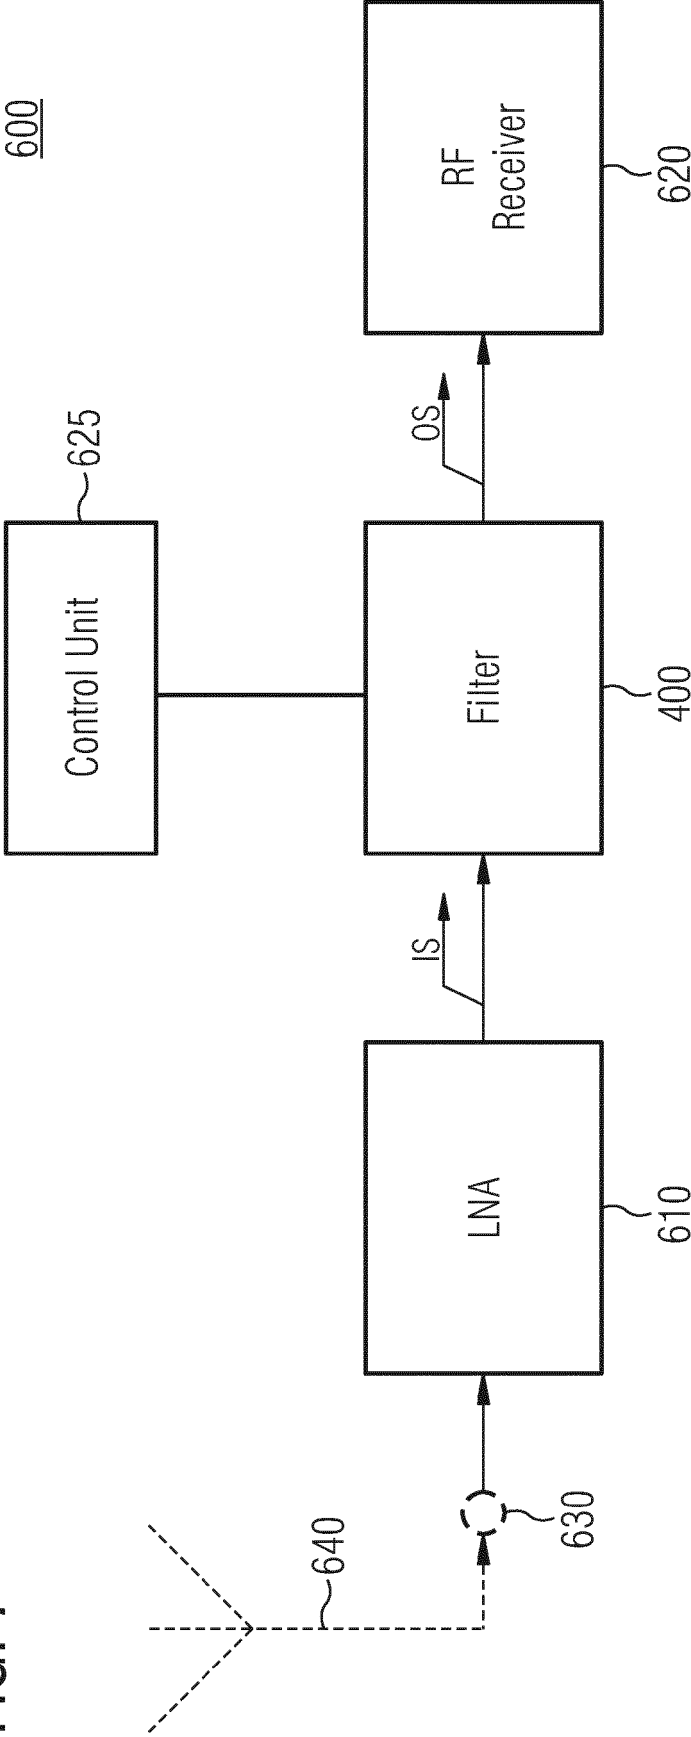 600
Control Unit
625
640
IS
OS
LNA
Filter
RF
Receiver
630
610
400
620